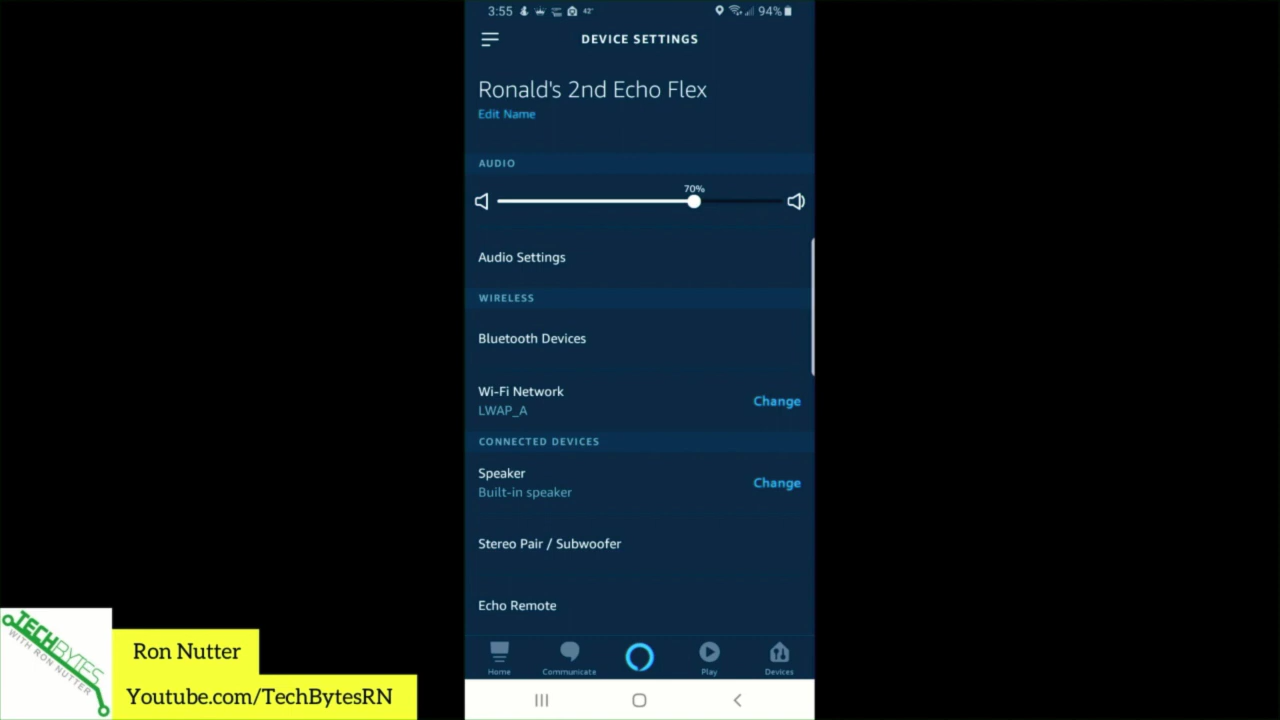 3:55
42°
94%
DEVICE SETTINGS
Ronald's 2nd Echo Flex
Edit Name
AUDIO
70%
Audio Settings
WIRELESS
Bluetooth Devices
Wi-Fi Network
LWAP_A
Change
CONNECTED DEVICES
Speaker
Built-in speaker
Change
Stereo Pair / Subwoofer
Echo Remote
Home
Communicate
Play
Devices
TECHBYTES
WITH RON NUTTER
Ron Nutter
Youtube.com/TechBytesRN